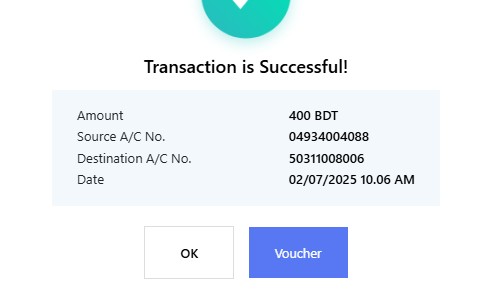 Transaction is Successful!
Amount 400 BDT
Source A/C No. 04934004088
Destination A/C No. 50311008006
Date 02/07/2025 10.06 AM
OK Voucher